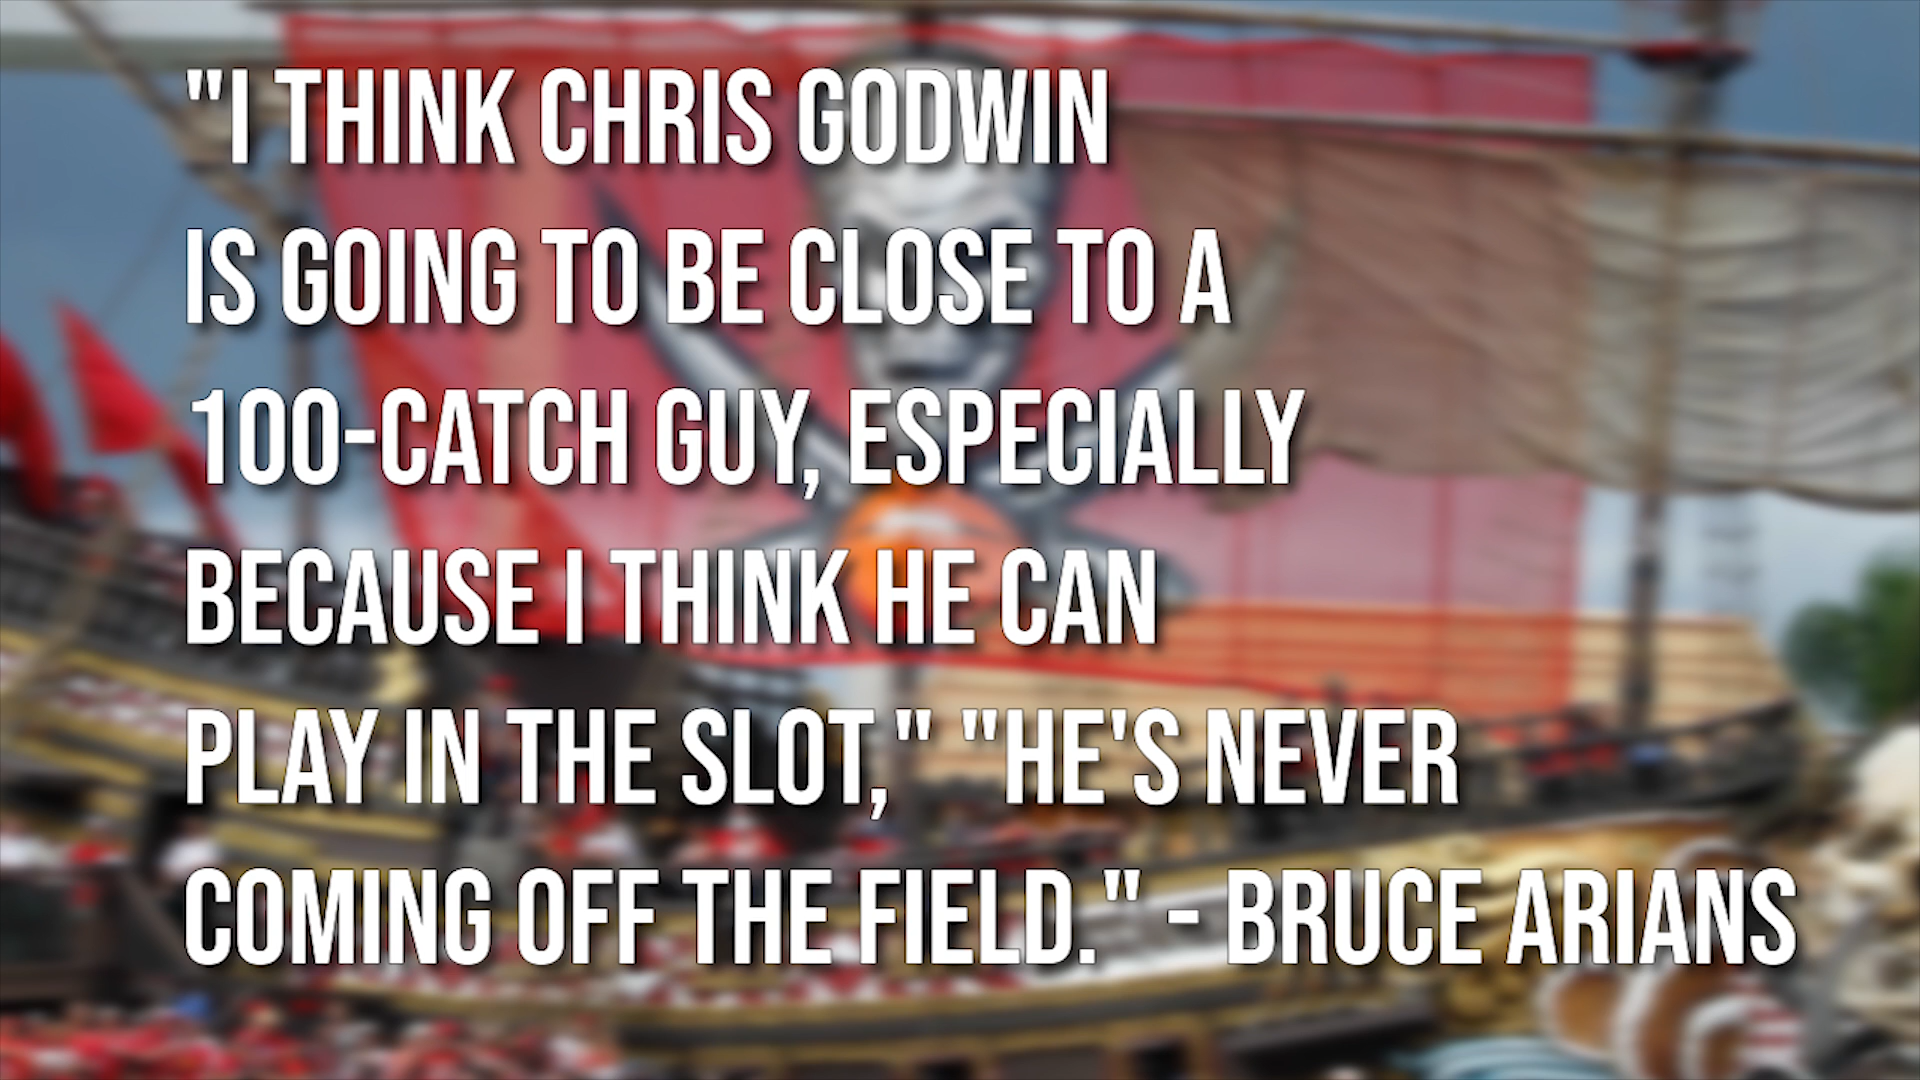 "I THINK CHRIS GODWIN
IS GOING TO BE CLOSE TO A
100-CATCH GUY, ESPECIALLY
BECAUSE I THINK HE CAN
PLAY IN THE SLOT," "HE'S NEVER
COMING OFF THE FIELD." - BRUCE ARIANS